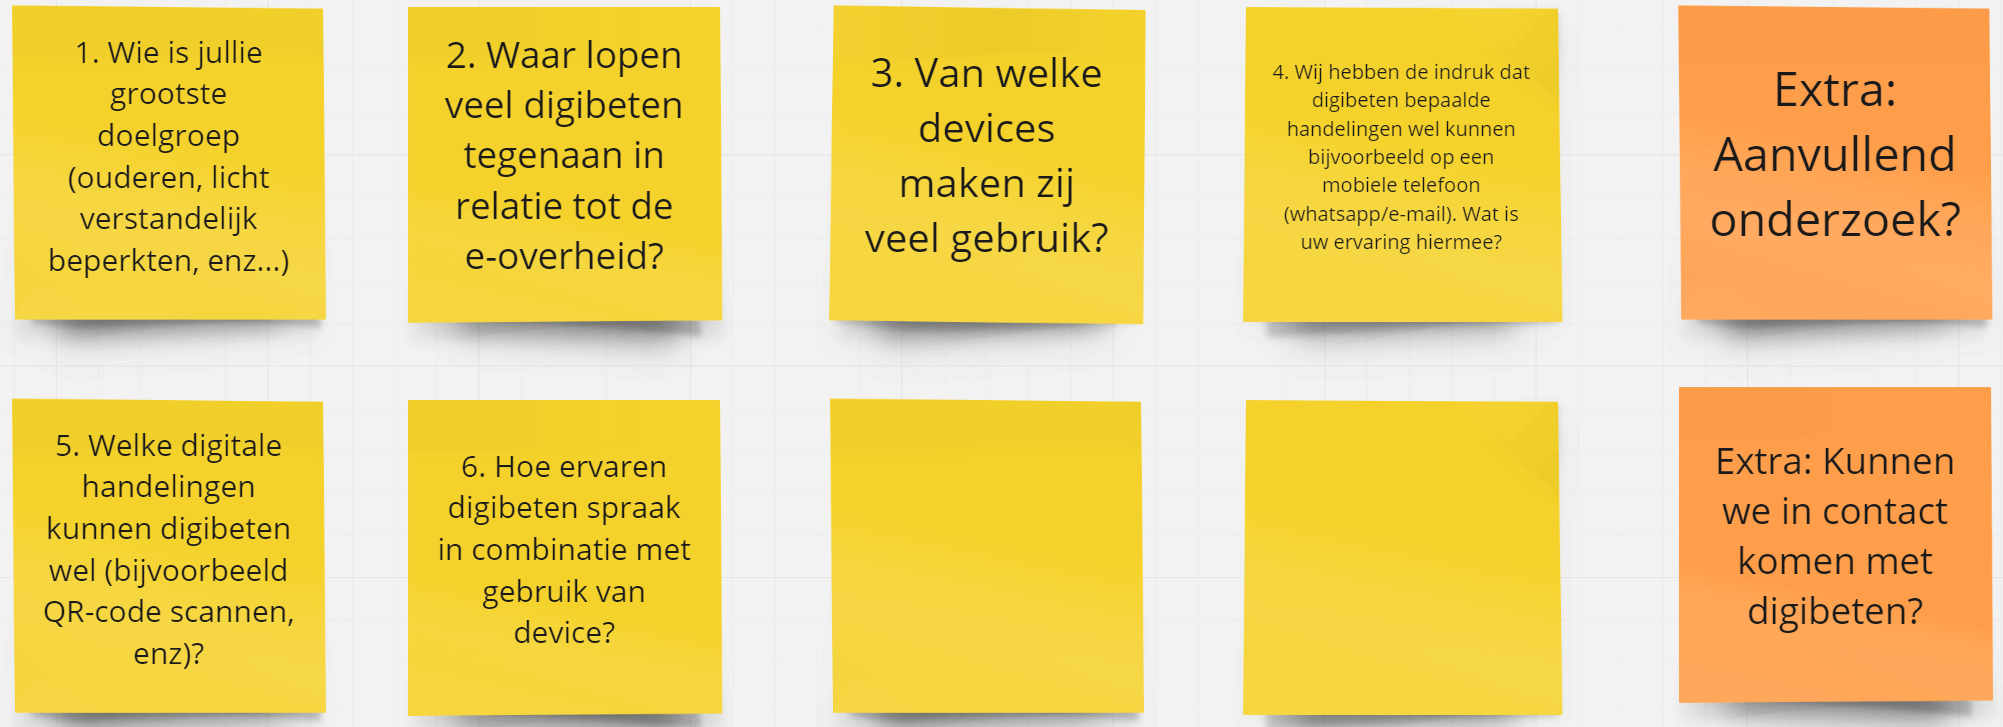 1. Wie is jullie
grootste
doelgroep
(ouderen, licht
verstandelijk
beperkten, enz...)
2. Waar lopen
veel digibeten
tegenaan in
relatie tot de
e-overheid?
3. Van welke
devices
maken zij
veel gebruik?
4. Wij hebben de indruk dat
digibeten bepaalde
handelingen wel kunnen
bijvoorbeeld op een
mobiele telefoon
(whatsapp/e-mail). Wat is
uw ervaring hiermee?
Extra:
Aanvullend
onderzoek?
5. Welke digitale
handelingen
kunnen digibeten
wel (bijvoorbeeld
QR-code scannen,
enz)?
6. Hoe ervaren
digibeten spraak
in combinatie met
gebruik van
device?
Extra: Kunnen
we in contact
komen met
digibeten?